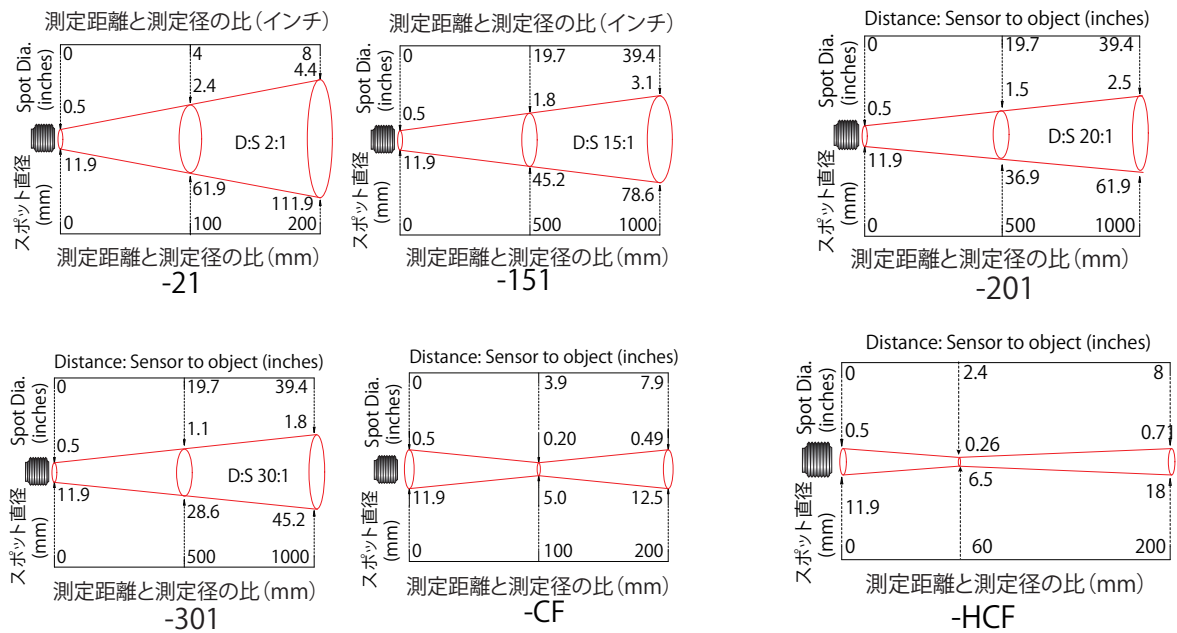 測定距離と測定径の比（インチ）
Spot Dia.
(inches)
0
4
8
0.5
2.4
4.4
D:S 2:1
11.9
61.9
111.9
スポット直径
(mm)
0
100
200
測定距離と測定径の比（mm）
-21
測定距離と測定径の比（インチ）
Spot Dia.
(inches)
0
19.7
39.4
0.5
1.8
3.1
D:S 15:1
11.9
45.2
78.6
スポット直径
(mm)
0
500
1000
測定距離と測定径の比（mm）
-151
Distance: Sensor to object (inches)
Spot Dia.
(inches)
0
19.7
39.4
0.5
1.5
2.5
D:S 20:1
11.9
36.9
61.9
スポット直径
(mm)
0
500
1000
測定距離と測定径の比（mm）
-201
Distance: Sensor to object (inches)
Spot Dia.
(inches)
0
19.7
39.4
0.5
1.1
1.8
D:S 30:1
11.9
28.6
45.2
スポット直径
(mm)
0
500
1000
測定距離と測定径の比（mm）
-301
Distance: Sensor to object (inches)
Spot Dia.
(inches)
0
3.9
7.9
0.5
0.20
0.49
11.9
5.0
12.5
スポット直径
(mm)
0
100
200
測定距離と測定径の比（mm）
-CF
Distance: Sensor to object (inches)
Spot Dia.
(inches)
0
2.4
8
0.5
0.26
0.71
11.9
6.5
18
スポット直径
(mm)
0
60
200
測定距離と測定径の比（mm）
-HCF